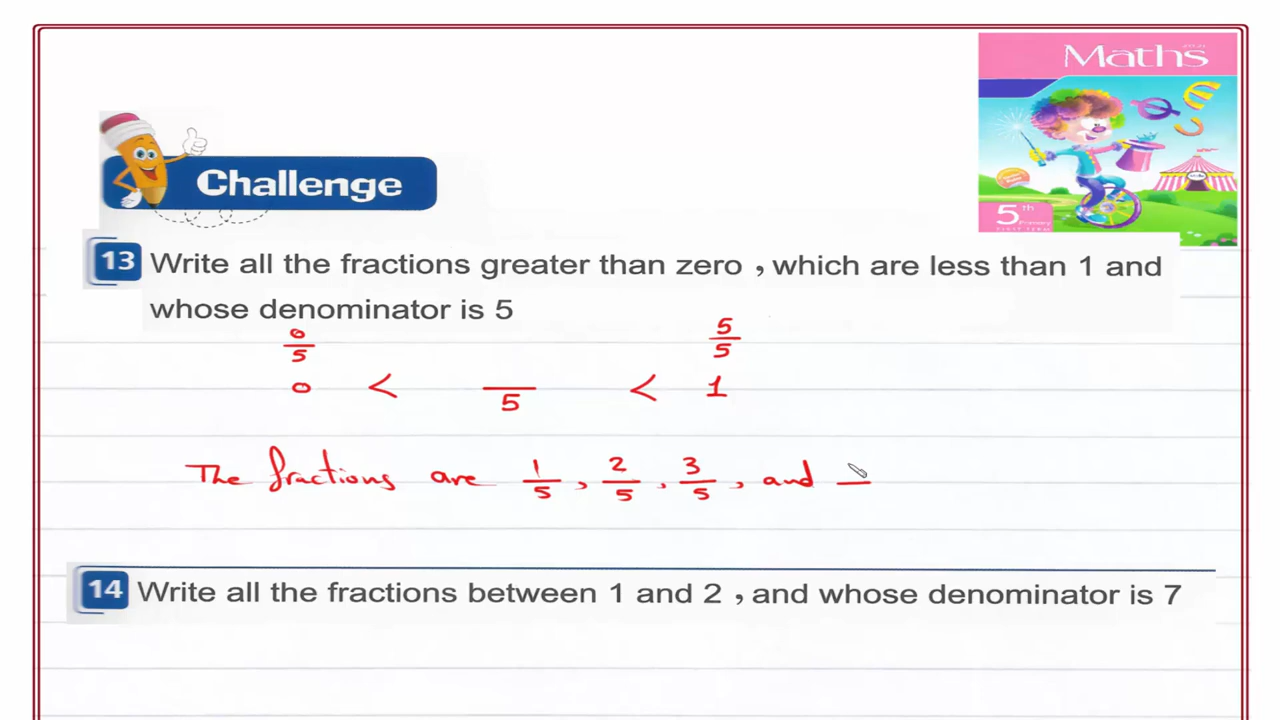 Maths
5th
Primary
Challenge
13 Write all the fractions greater than zero , which are less than 1 and
whose denominator is 5
0/5 5/5
0 < —/5 < 1
The fractions are 1/5 , 2/5 , 3/5 , and —
14 Write all the fractions between 1 and 2 , and whose denominator is 7